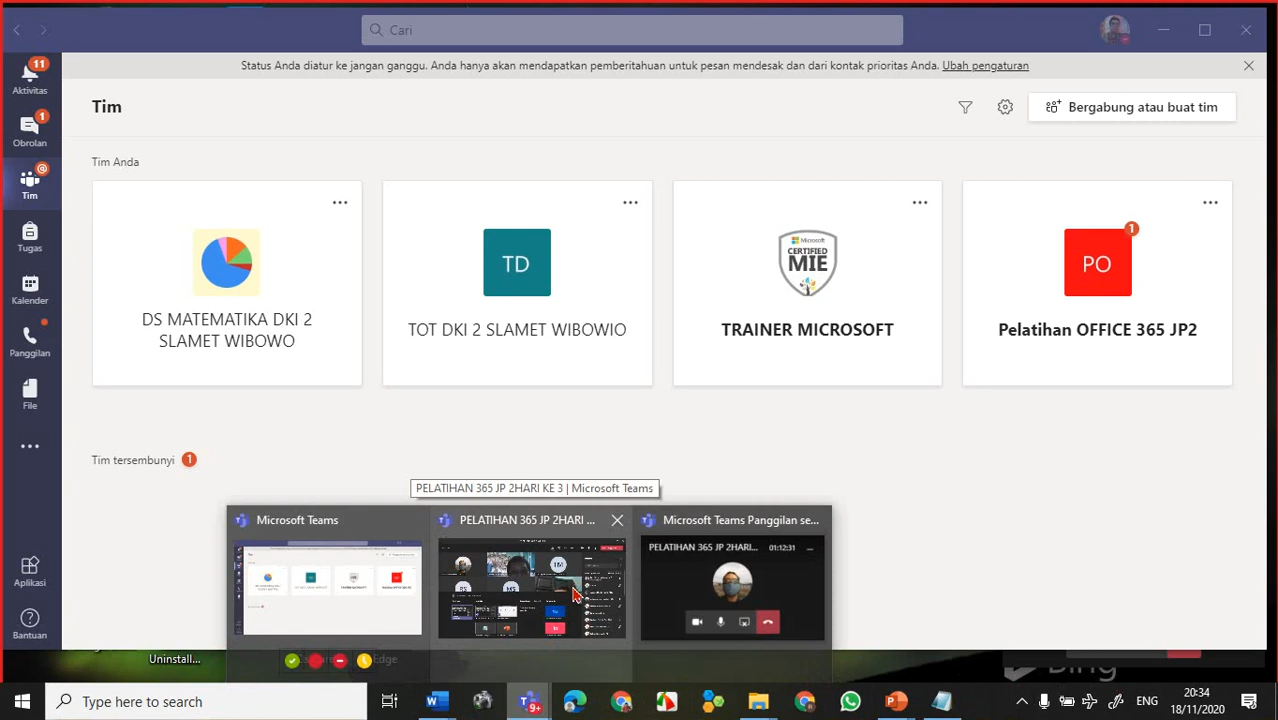 Cari
Status Anda diatur ke jangan ganggu. Anda hanya akan mendapatkan pemberitahuan untuk pesan mendesak dan dari kontak prioritas Anda. Ubah pengaturan
11
Aktivitas
1
Obrolan
Tim
Tugas
Kalender
Panggilan
File
Aplikasi
Bantuan
Tim
Bergabung atau buat tim
Tim Anda
DS MATEMATIKA DKI 2
SLAMET WIBOWO
TD
TOT DKI 2 SLAMET WIBOWIO
Microsoft
CERTIFIED
MIE
TRAINER MICROSOFT
1
PO
Pelatihan OFFICE 365 JP2
Tim tersembunyi 1
PELATIHAN 365 JP 2HARI KE 3 | Microsoft Teams
Microsoft Teams
PELATIHAN 365 JP 2HARI ...
Microsoft Teams Panggilan se...
PELATIHAN 365 JP 2HARI...
01:12:31
Uninstall...
Edge
Bing
Type here to search
9+
ENG
20:34
18/11/2020